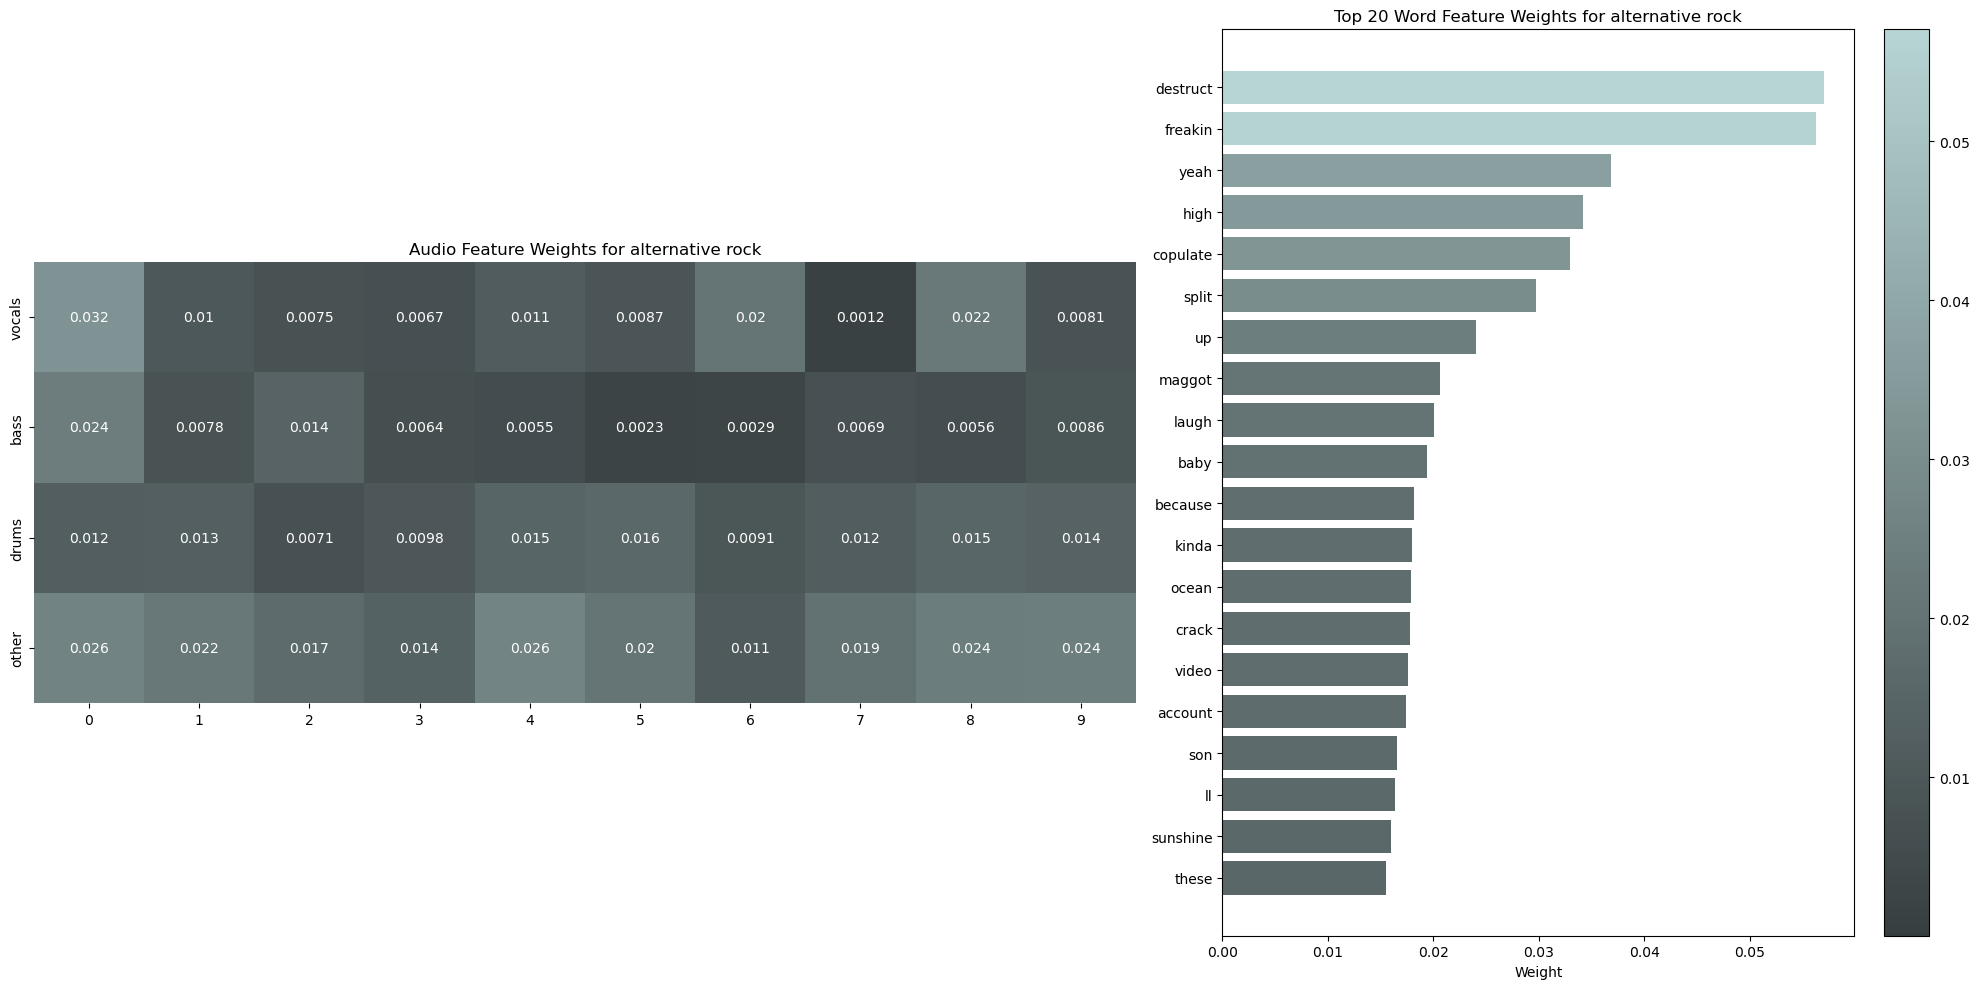 Audio Feature Weights for alternative rock
vocals 0.032 0.01 0.0075 0.0067 0.011 0.0087 0.02 0.0012 0.022 0.0081
bass 0.024 0.0078 0.014 0.0064 0.0055 0.0023 0.0029 0.0069 0.0056 0.0086
drums 0.012 0.013 0.0071 0.0098 0.015 0.016 0.0091 0.012 0.015 0.014
other 0.026 0.022 0.017 0.014 0.026 0.02 0.011 0.019 0.024 0.024
0 1 2 3 4 5 6 7 8 9
Top 20 Word Feature Weights for alternative rock
destruct
freakin
yeah
high
copulate
split
up
maggot
laugh
baby
because
kinda
ocean
crack
video
account
son
ll
sunshine
these
0.00 0.01 0.02 0.03 0.04 0.05
Weight
0.05
0.04
0.03
0.02
0.01